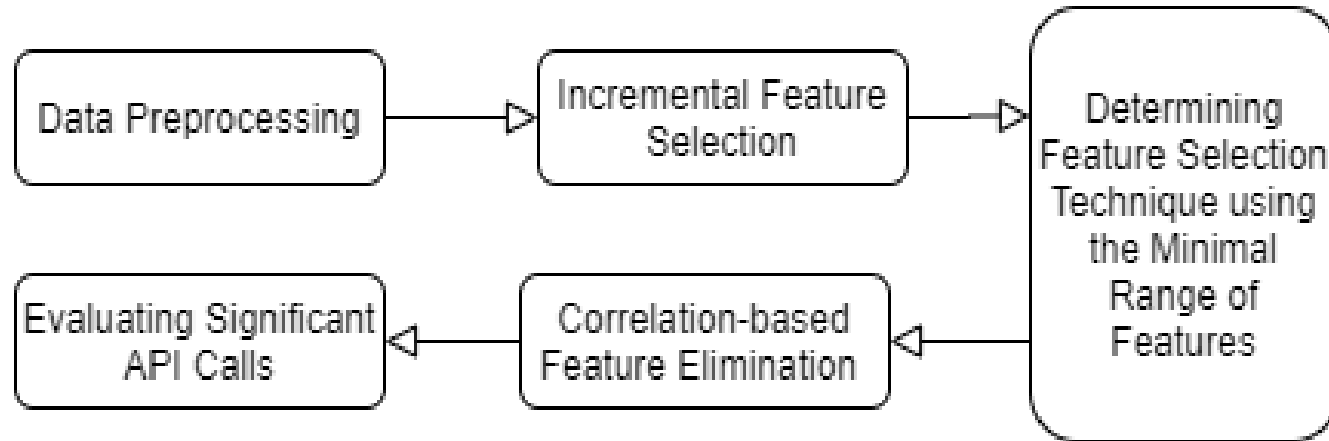 Data Preprocessing
Incremental Feature
Selection
Determining
Feature Selection
Technique using
the Minimal
Range of
Features
Correlation-based
Feature Elimination
Evaluating Significant
API Calls